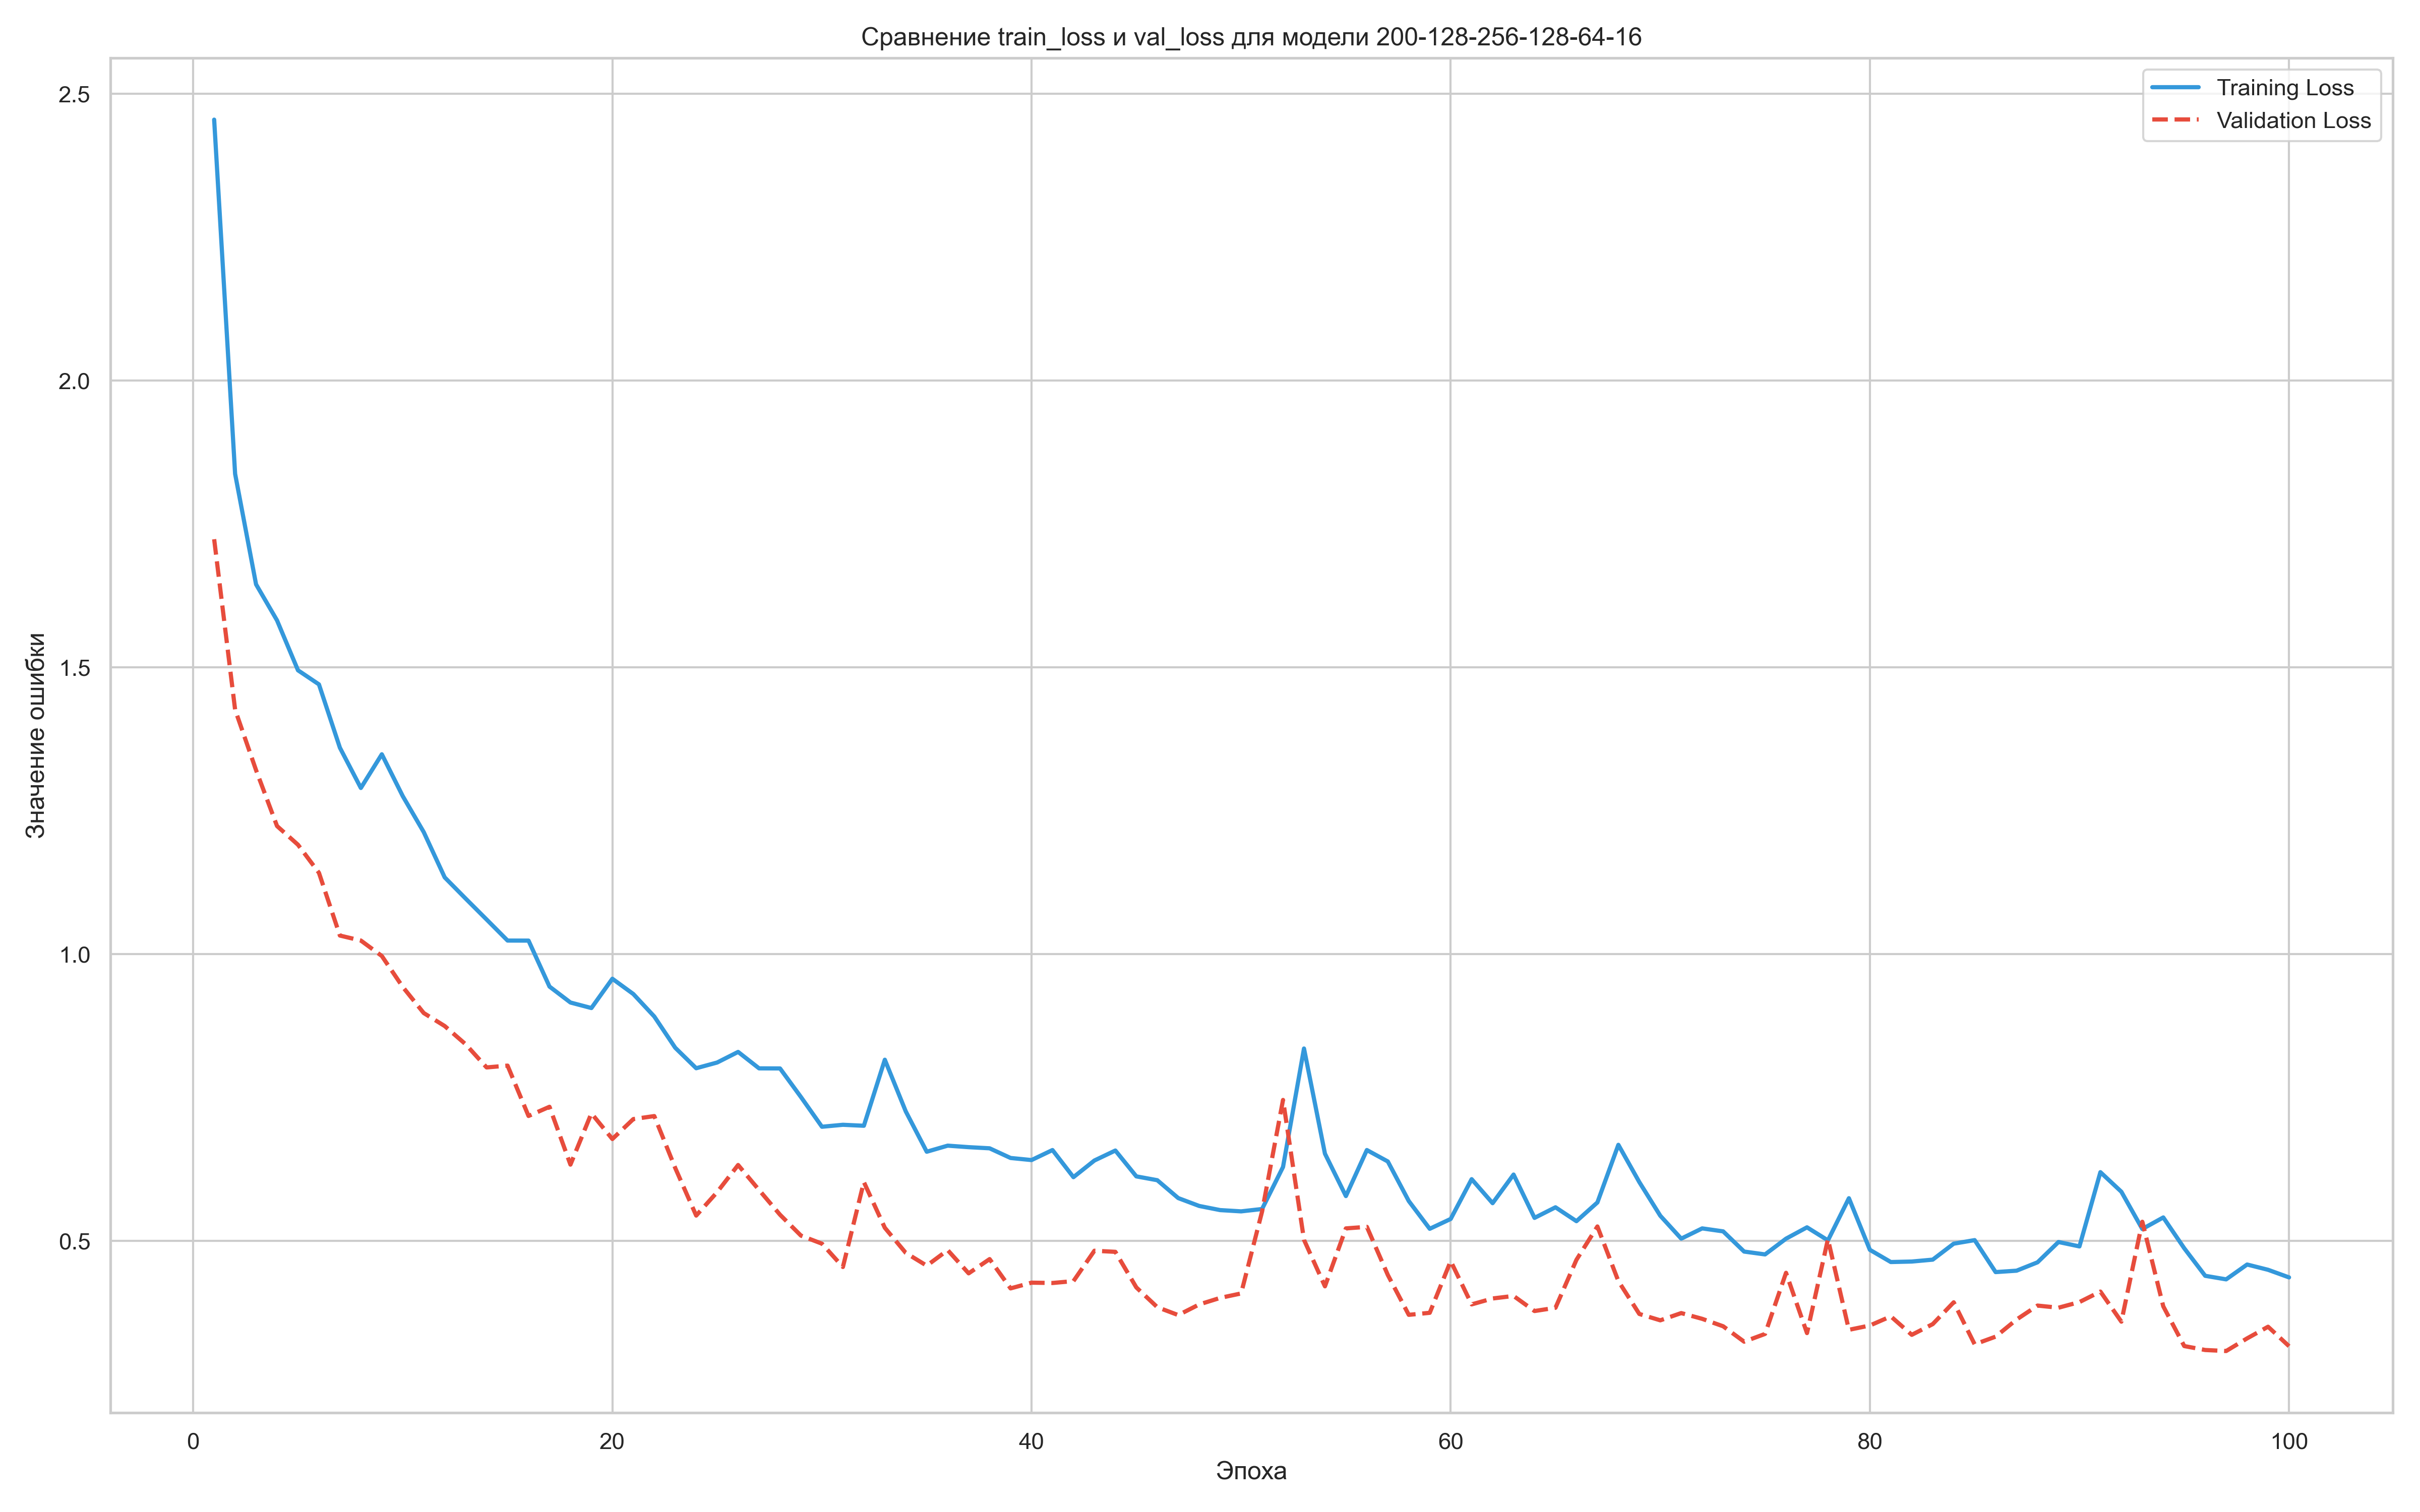 Сравнение train_loss и val_loss для модели 200-128-256-128-64-16
Training Loss
Validation Loss
2.5
2.0
1.5
1.0
0.5
Значение ошибки
0
20
40
60
80
100
Эпоха